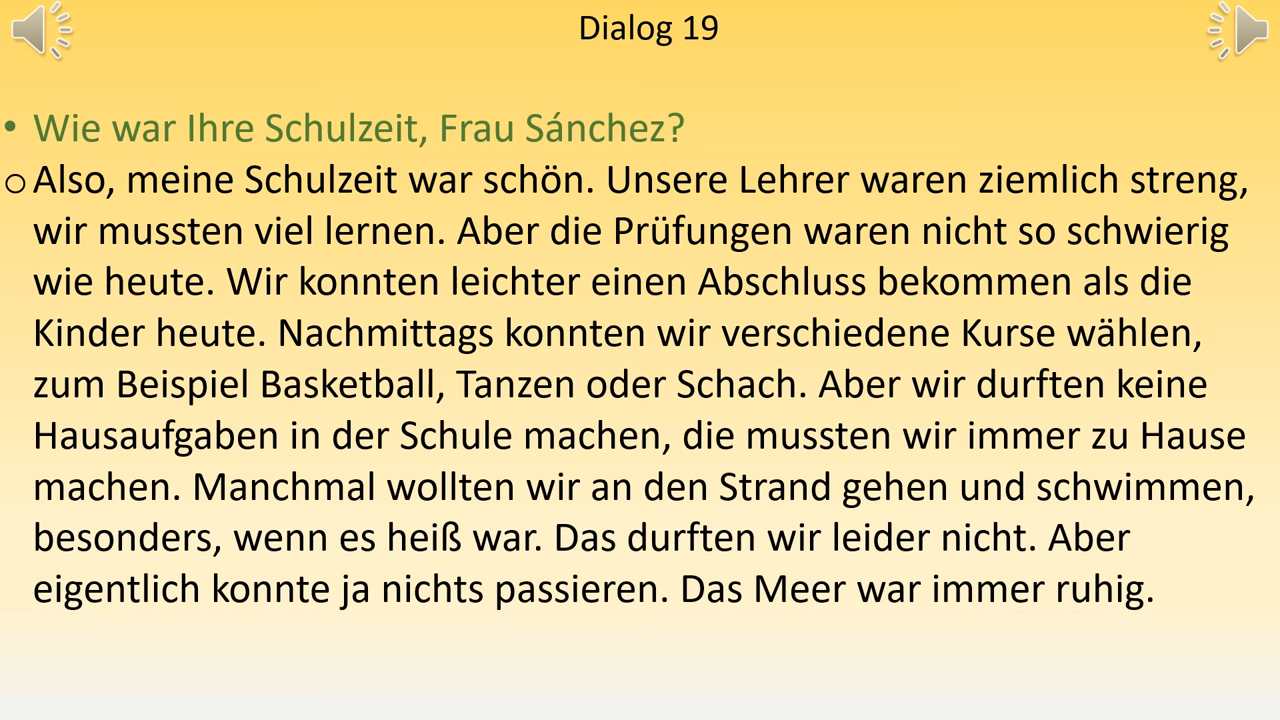 Dialog 19
• Wie war Ihre Schulzeit, Frau Sánchez?
o Also, meine Schulzeit war schön. Unsere Lehrer waren ziemlich streng,
wir mussten viel lernen. Aber die Prüfungen waren nicht so schwierig
wie heute. Wir konnten leichter einen Abschluss bekommen als die
Kinder heute. Nachmittags konnten wir verschiedene Kurse wählen,
zum Beispiel Basketball, Tanzen oder Schach. Aber wir durften keine
Hausaufgaben in der Schule machen, die mussten wir immer zu Hause
machen. Manchmal wollten wir an den Strand gehen und schwimmen,
besonders, wenn es heiß war. Das durften wir leider nicht. Aber
eigentlich konnte ja nichts passieren. Das Meer war immer ruhig.